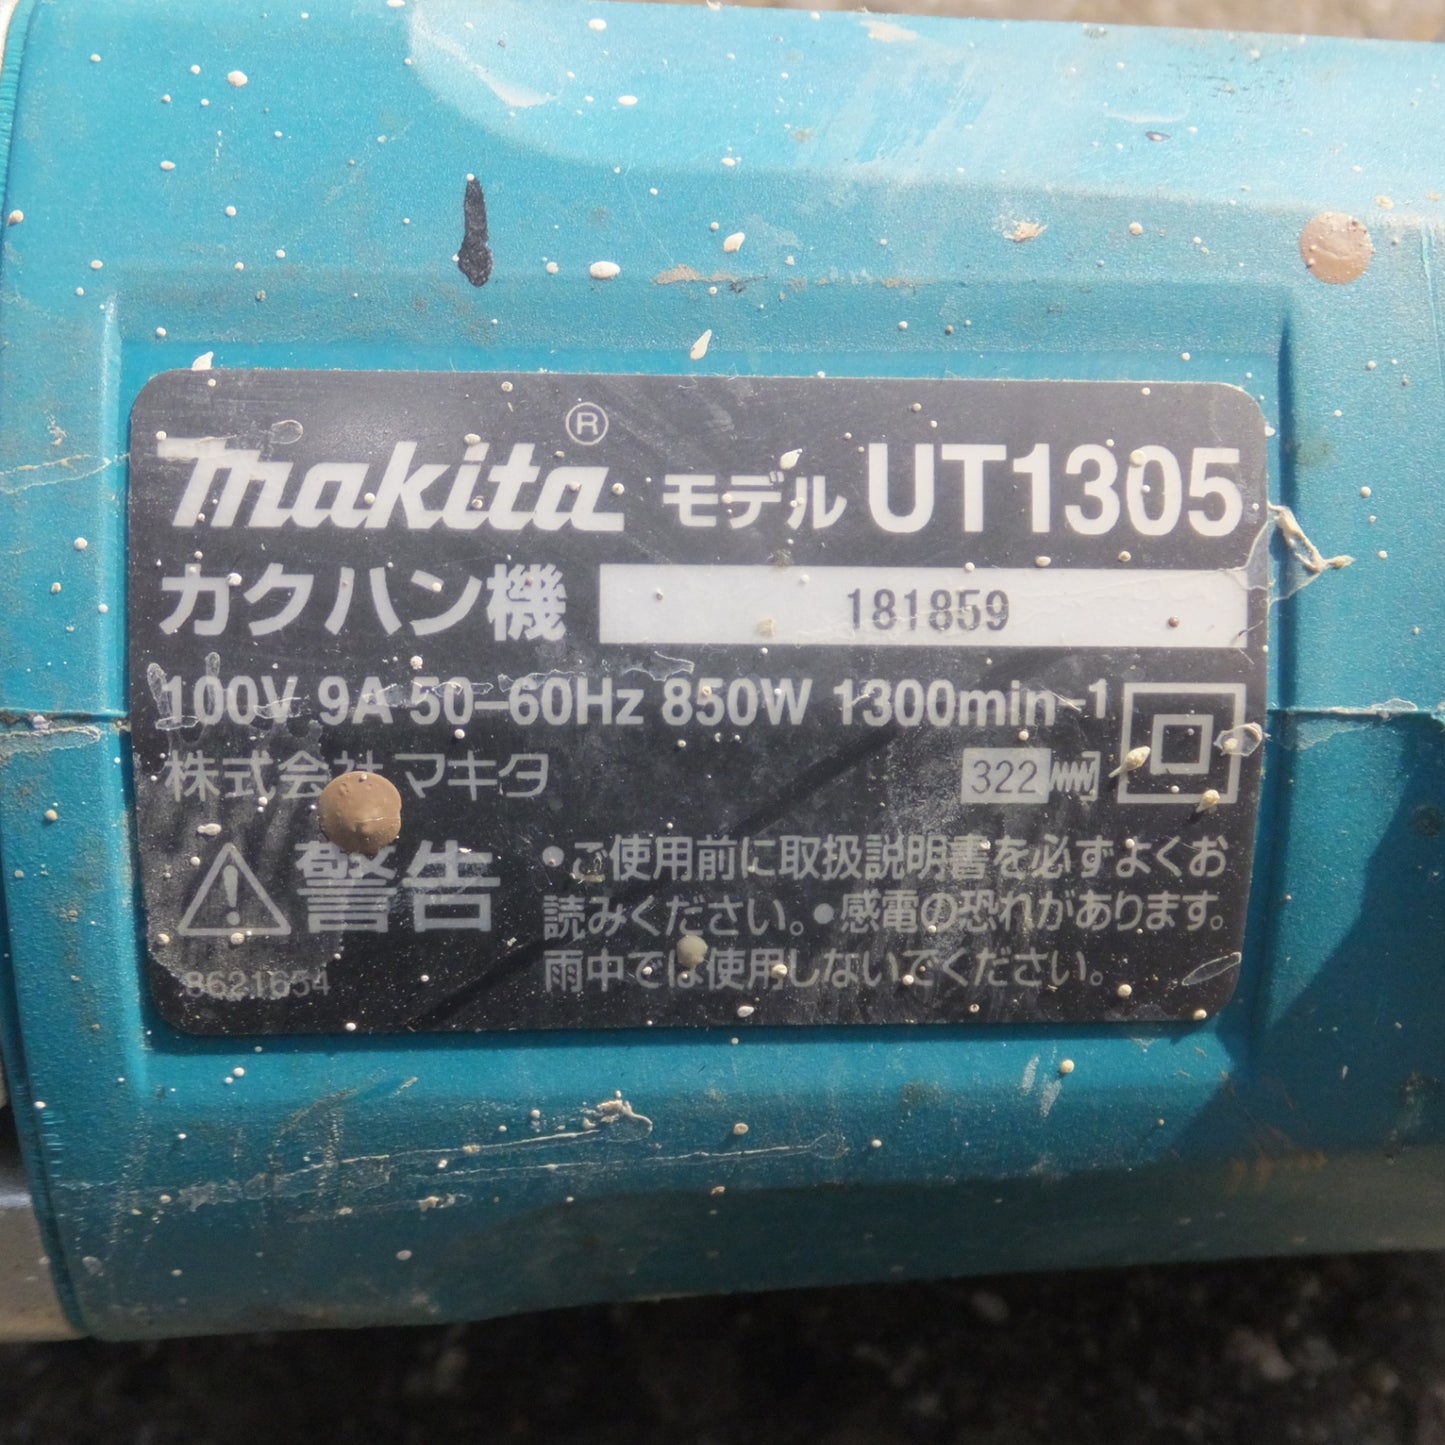 makita® モデル UT1305
カクハン機 181859
100V 9A 50-60Hz 850W 1300min-1
株式会社マキタ 322
警告
・ご使用前に取扱説明書を必ずよくお
読みください。・感電の恐れがあります。
雨中では使用しないでください。
8621654